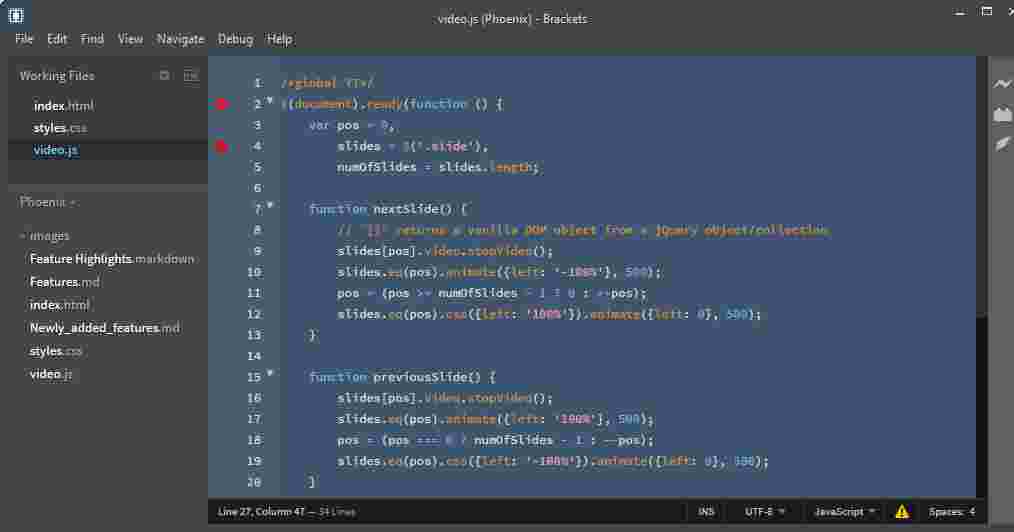 video.js (Phoenix) - Brackets
File Edit Find View Navigate Debug Help
Working Files
index.html
styles.css
video.js
Phoenix
images
Feature Highlights.markdown
Features.md
index.html
Newly_added_features.md
styles.css
video.js
1 /*global YT*/
2 $(document).ready(function () {
3 var pos = 0,
4 slides = $('.slide'),
5 numOfSlides = slides.length;
6
7 function nextSlide() {
8 // `[]` returns a vanilla DOM object from a jQuery object/collection
9 slides[pos].video.stopVideo();
10 slides.eq(pos).animate({left: '-100%'}, 500);
11 pos = (pos >= numOfSlides - 1 ? 0 : ++pos);
12 slides.eq(pos).css({left: '100%'}).animate({left: 0}, 500);
13 }
14
15 function previousSlide() {
16 slides[pos].video.stopVideo();
17 slides.eq(pos).animate({left: '100%'}, 500);
18 pos = (pos === 0 ? numOfSlides - 1 : --pos);
19 slides.eq(pos).css({left: '-100%'}).animate({left: 0}, 500);
20 }
Line 27, Column 47 — 54 Lines INS UTF-8 JavaScript Spaces: 4